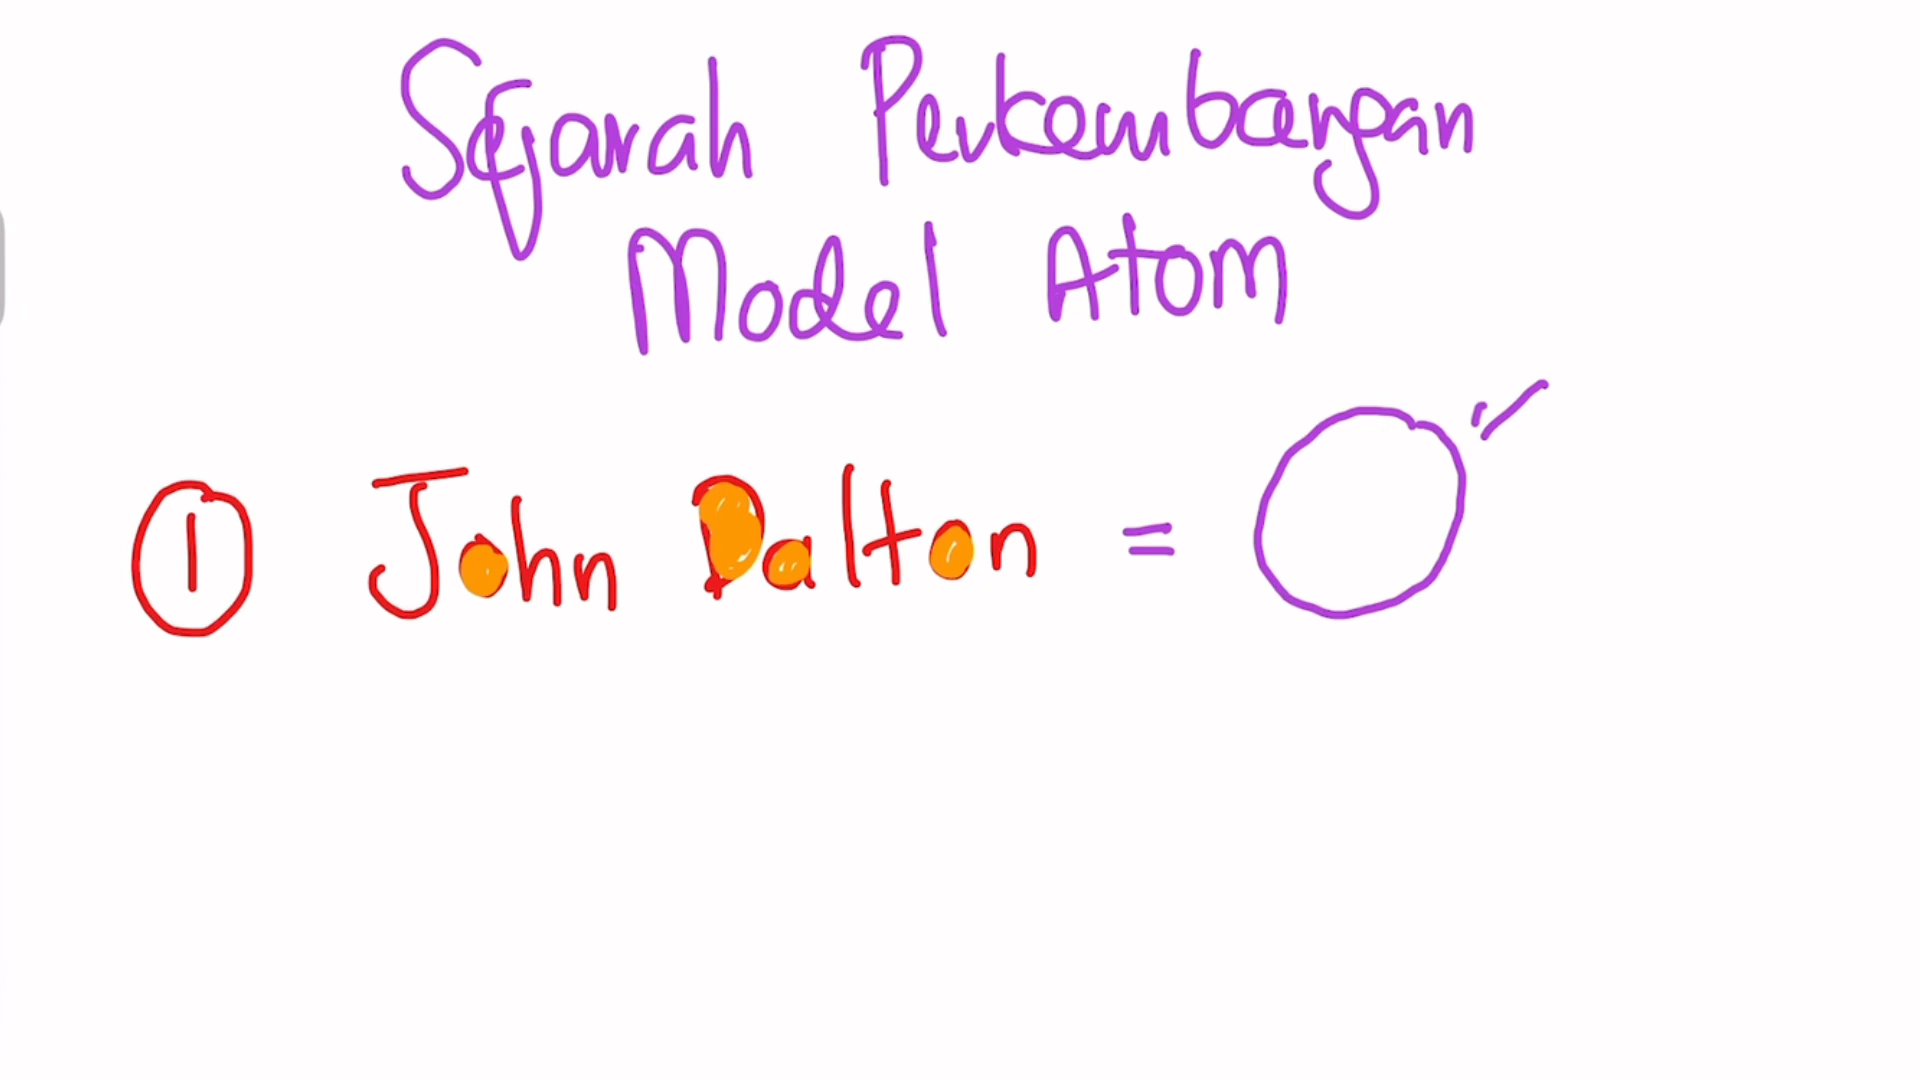 Sejarah Perkembangan
Model Atom
1 John Dalton =